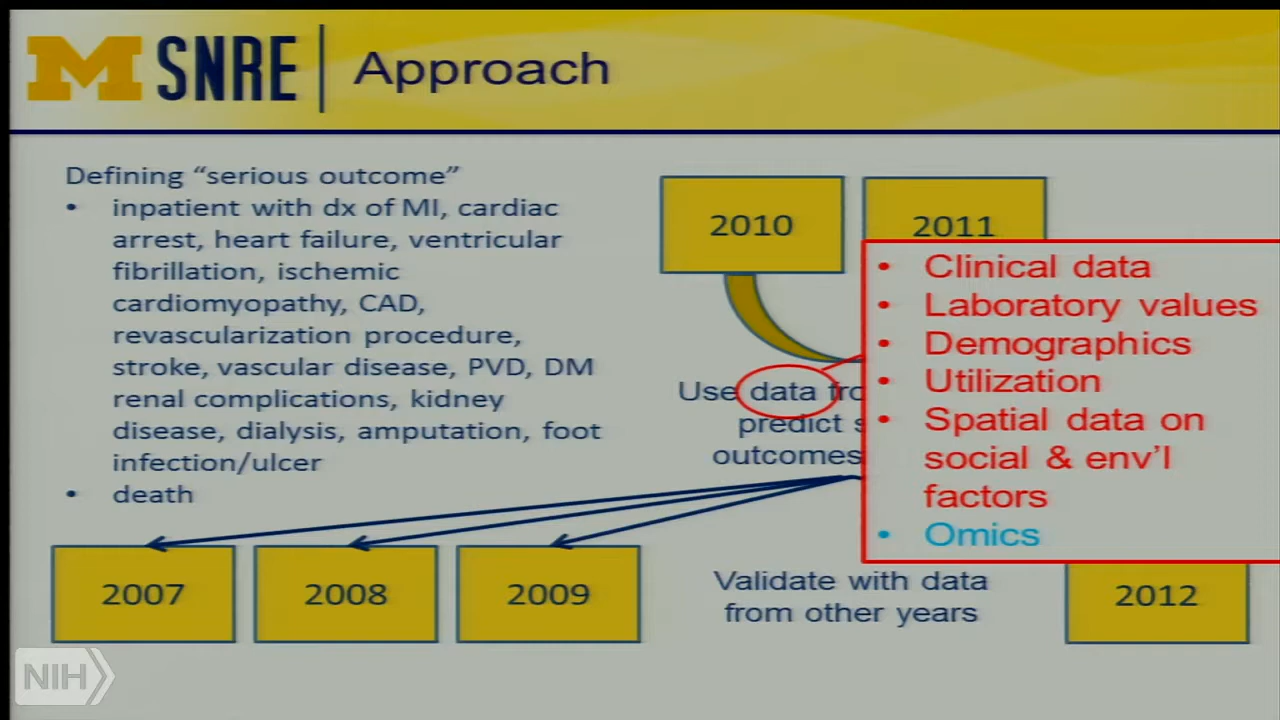 M SNRE Approach
Defining “serious outcome”
• inpatient with dx of MI, cardiac
arrest, heart failure, ventricular
fibrillation, ischemic
cardiomyopathy, CAD,
revascularization procedure,
stroke, vascular disease, PVD, DM
renal complications, kidney
disease, dialysis, amputation, foot
infection/ulcer
• death
2010
2011
Use data fro
predict s
outcomes
• Clinical data
• Laboratory values
• Demographics
• Utilization
• Spatial data on
social & env’l
factors
• Omics
2007
2008
2009
Validate with data
from other years
2012
NIH